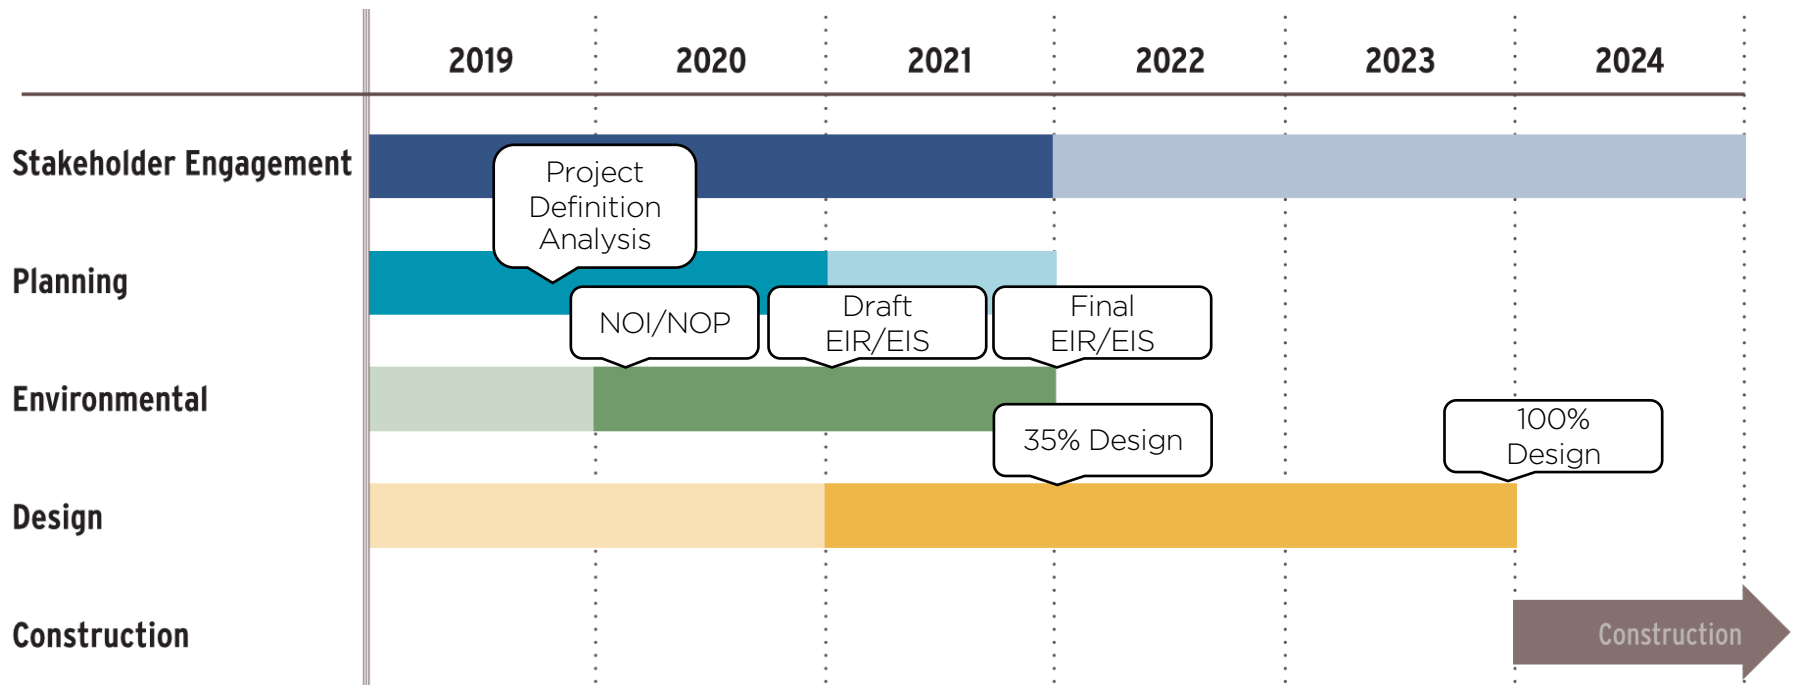 2019 2020 2021 2022 2023 2024
Stakeholder Engagement
Project
Definition
Analysis
Planning
NOI/NOP
Draft
EIR/EIS
Final
EIR/EIS
Environmental
35% Design
100%
Design
Design
Construction
Construction